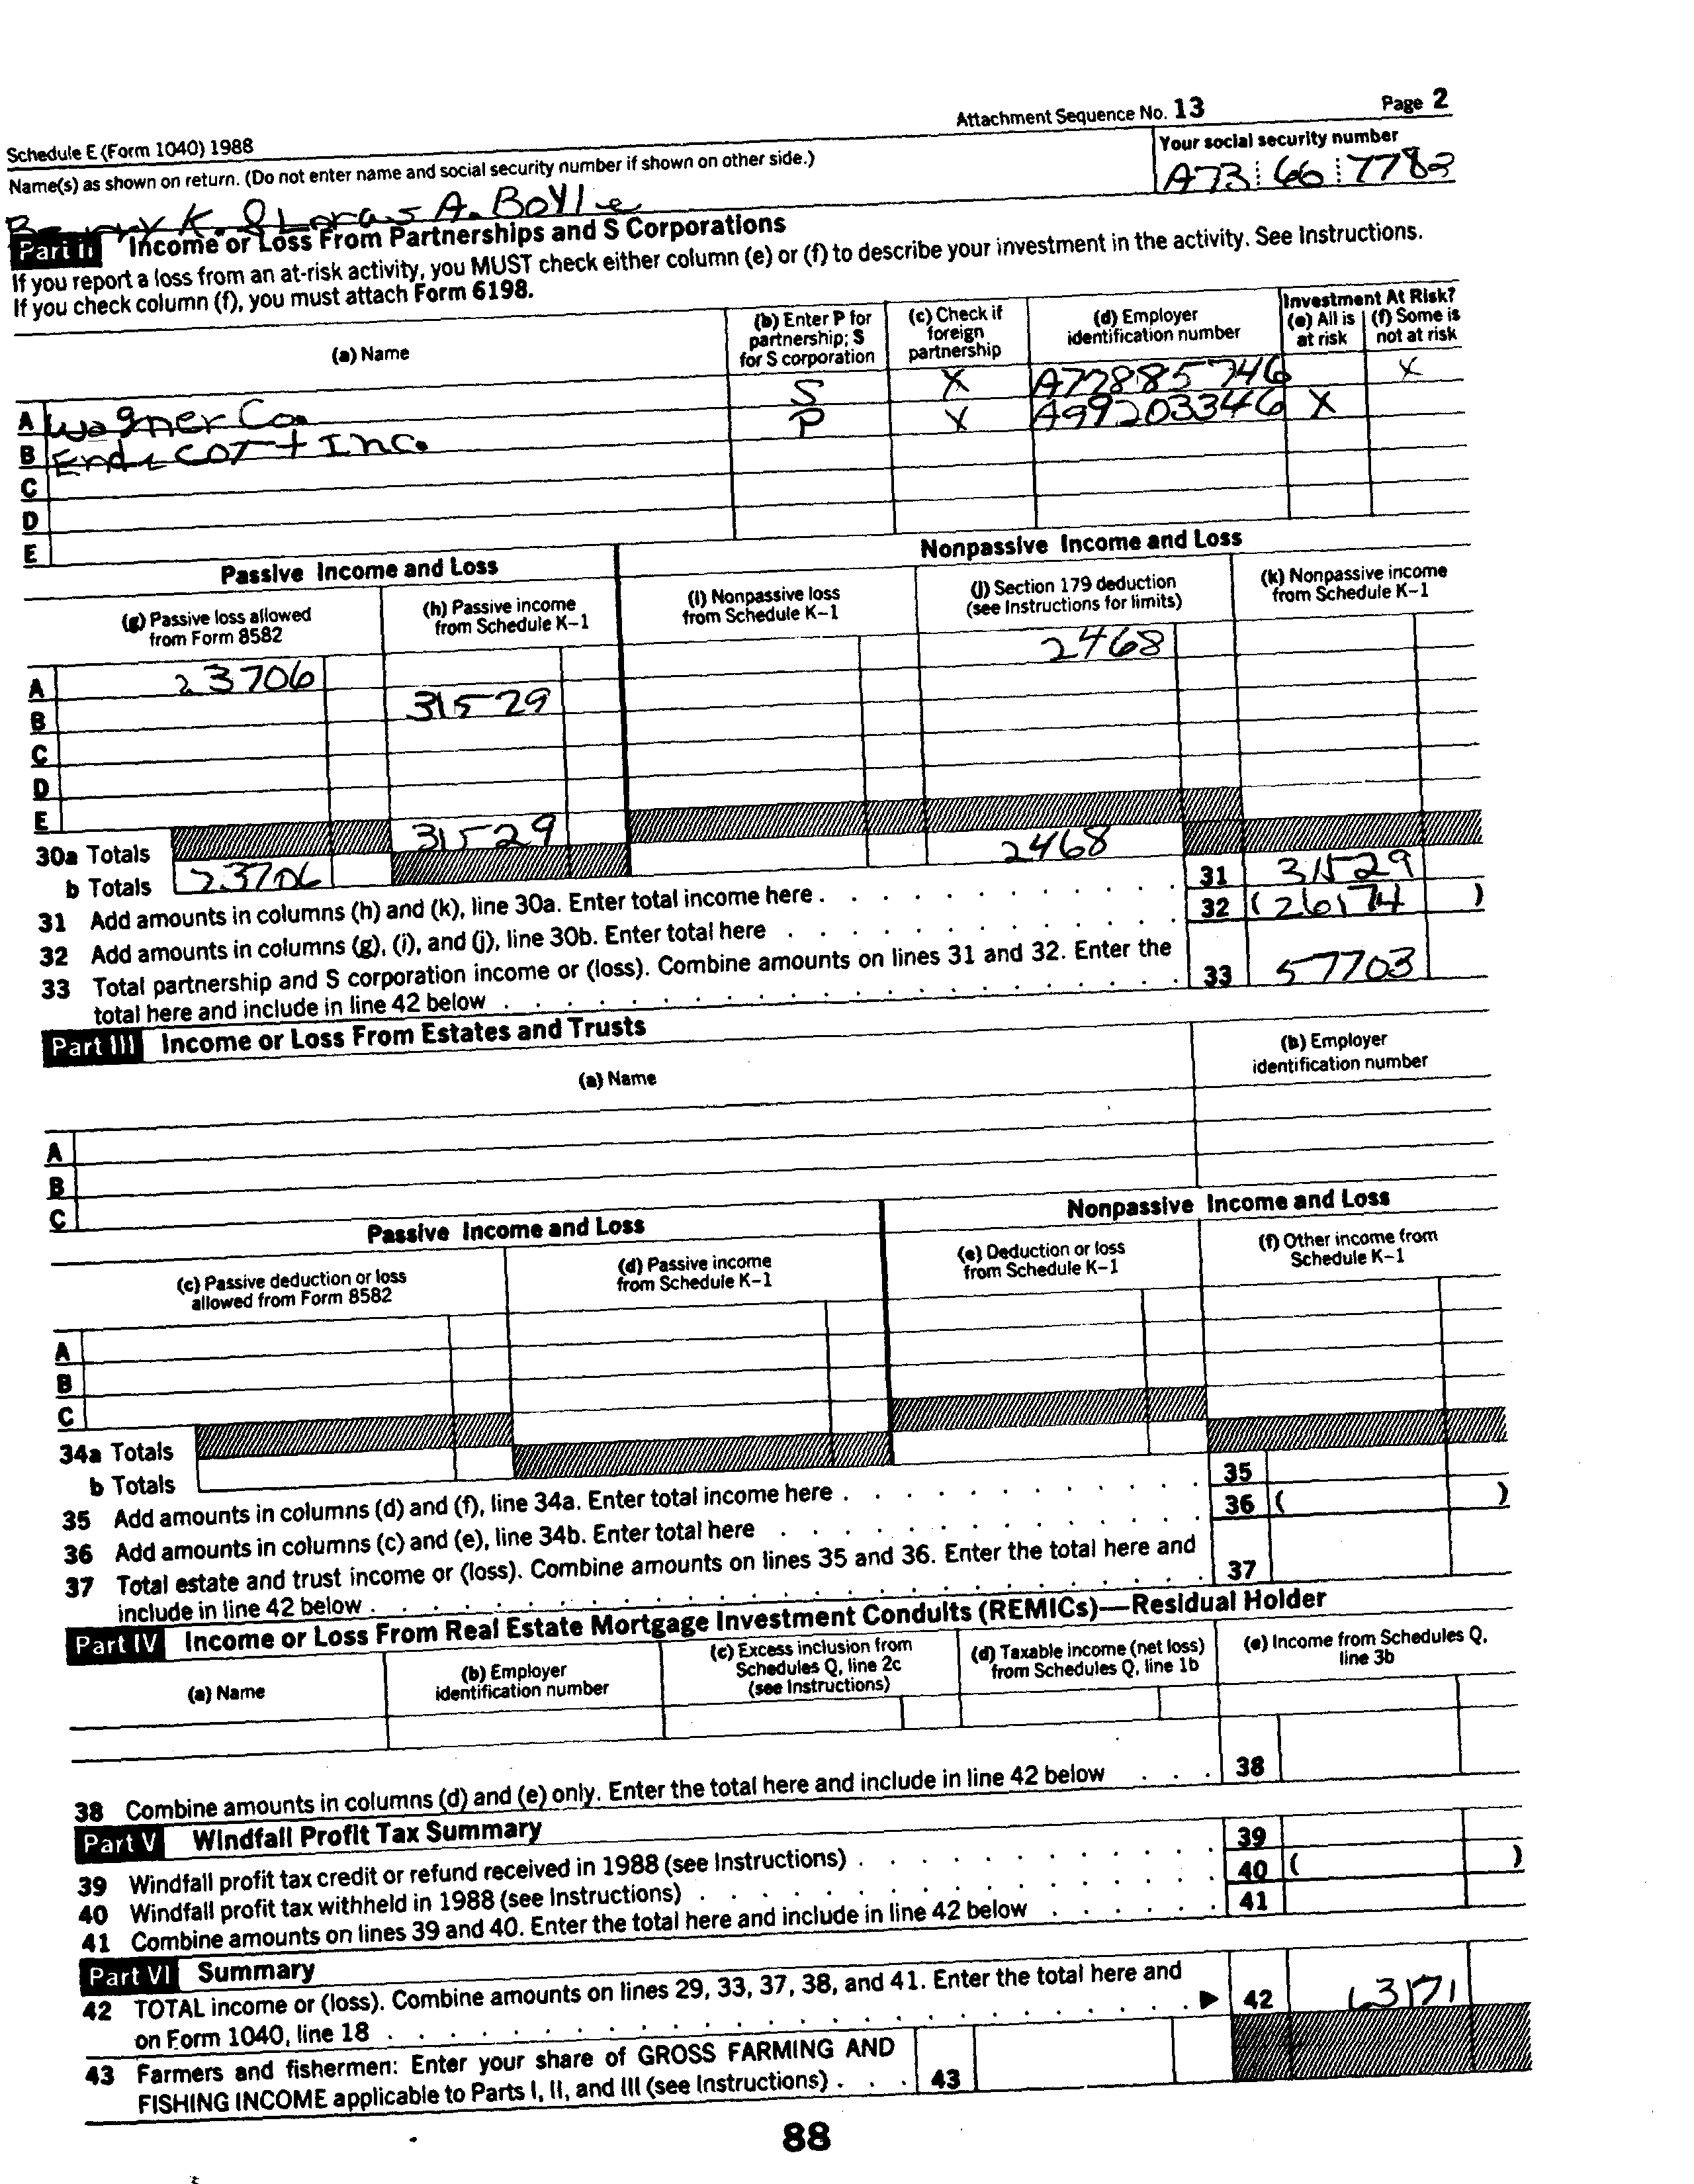 Attachment Sequence No. 13 Page 2
Schedule E (Form 1040) 1988
Name(s) as shown on return. (Do not enter name and social security number if shown on other side.)
Your social security number
A73 66 7783
K. & A. Boyle
Part II Income or Loss From Partnerships and S Corporations
If you report a loss from an at-risk activity, you MUST check either column (e) or (f) to describe your investment in the activity. See Instructions.
If you check column (f), you must attach Form 6198.
(a) Name
(b) Enter P for partnership; S for S corporation
(c) Check if foreign partnership
(d) Employer identification number
Investment At Risk?
(e) All is at risk
(f) Some is not at risk
A Wagner Co. S X A772885746 X
B Endicott Inc. P X A99203346 X
C
D
E
Passive Income and Loss
Nonpassive Income and Loss
(g) Passive loss allowed from Form 8582
(h) Passive income from Schedule K-1
(i) Nonpassive loss from Schedule K-1
(j) Section 179 deduction (see Instructions for limits)
(k) Nonpassive income from Schedule K-1
A 23706 2468
B 31529
C
D
E
30a Totals 31529
b Totals 23706 2468
31 Add amounts in columns (h) and (k), line 30a. Enter total income here . 31 31529
32 Add amounts in columns (g), (i), and (j), line 30b. Enter total here . 32 ( 26174 )
33 Total partnership and S corporation income or (loss). Combine amounts on lines 31 and 32. Enter the
total here and include in line 42 below . 33 57703
Part III Income or Loss From Estates and Trusts
(a) Name
(b) Employer identification number
A
B
C
Passive Income and Loss
Nonpassive Income and Loss
(c) Passive deduction or loss allowed from Form 8582
(d) Passive income from Schedule K-1
(e) Deduction or loss from Schedule K-1
(f) Other income from Schedule K-1
A
B
C
34a Totals
b Totals
35 Add amounts in columns (d) and (f), line 34a. Enter total income here . 35
36 Add amounts in columns (c) and (e), line 34b. Enter total here . 36 ( )
37 Total estate and trust income or (loss). Combine amounts on lines 35 and 36. Enter the total here and
include in line 42 below . 37
Part IV Income or Loss From Real Estate Mortgage Investment Conduits (REMICs)—Residual Holder
(a) Name
(b) Employer identification number
(c) Excess inclusion from Schedules Q, line 2c (see Instructions)
(d) Taxable income (net loss) from Schedules Q, line 1b
(e) Income from Schedules Q, line 3b
38 Combine amounts in columns (d) and (e) only. Enter the total here and include in line 42 below . . . 38
Part V Windfall Profit Tax Summary
39 Windfall profit tax credit or refund received in 1988 (see Instructions) . 39
40 Windfall profit tax withheld in 1988 (see Instructions) . 40 ( )
41 Combine amounts on lines 39 and 40. Enter the total here and include in line 42 below . 41
Part VI Summary
42 TOTAL income or (loss). Combine amounts on lines 29, 33, 37, 38, and 41. Enter the total here and
on Form 1040, line 18 . ▶ 42 63171
43 Farmers and fishermen: Enter your share of GROSS FARMING AND
FISHING INCOME applicable to Parts I, II, and III (see Instructions) . . . 43
88